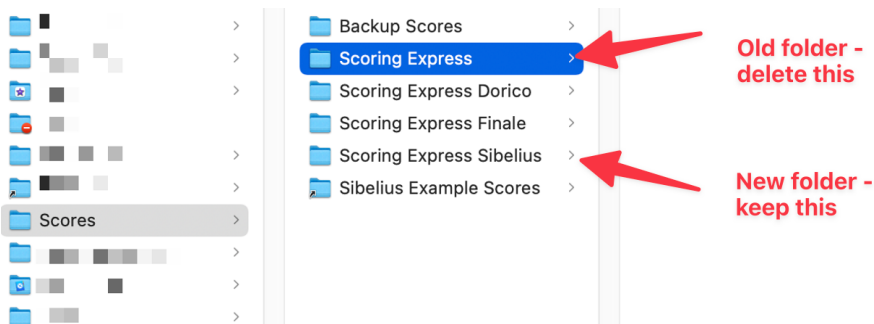 Backup Scores
Scoring Express
Scoring Express Dorico
Scoring Express Finale
Scoring Express Sibelius
Sibelius Example Scores
Scores
Old folder -
delete this
New folder -
keep this